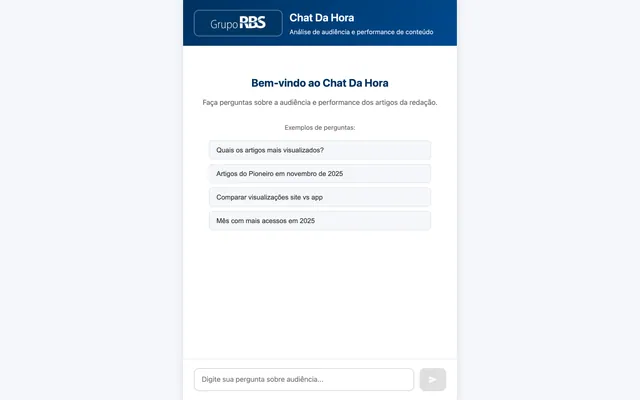 Grupo RBS
Chat Da Hora
Análise de audiência e performance de conteúdo
Bem-vindo ao Chat Da Hora
Faça perguntas sobre a audiência e performance dos artigos da redação.
Exemplos de perguntas:
Quais os artigos mais visualizados?
Artigos do Pioneiro em novembro de 2025
Comparar visualizações site vs app
Mês com mais acessos em 2025
Digite sua pergunta sobre audiência...